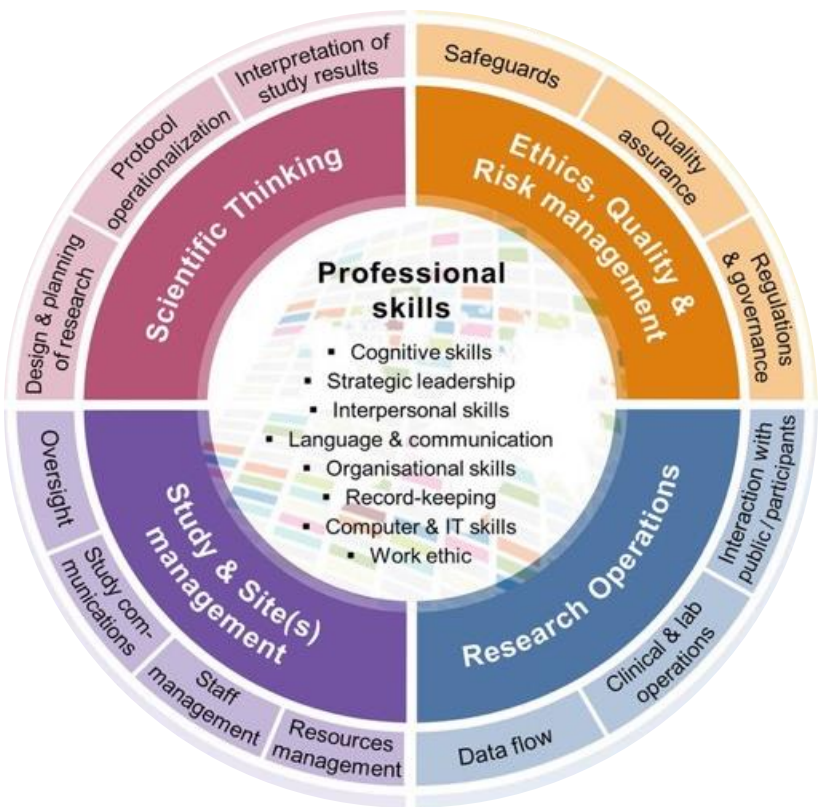 Interpretation of
study results
Protocol
operationalization
Design & planning
of research
Scientific Thinking
Safeguards
Quality
assurance
Regulations
& governance
Ethics, Quality &
Risk management
Professional
skills
▪ Cognitive skills
▪ Strategic leadership
▪ Interpersonal skills
▪ Language & communication
▪ Organisational skills
▪ Record-keeping
▪ Computer & IT skills
▪ Work ethic
Oversight
Study com-
munications
Staff
management
Resources
management
Study & Site(s)
management
Interaction with
public/participants
Clinical & lab
operations
Data flow
Research Operations